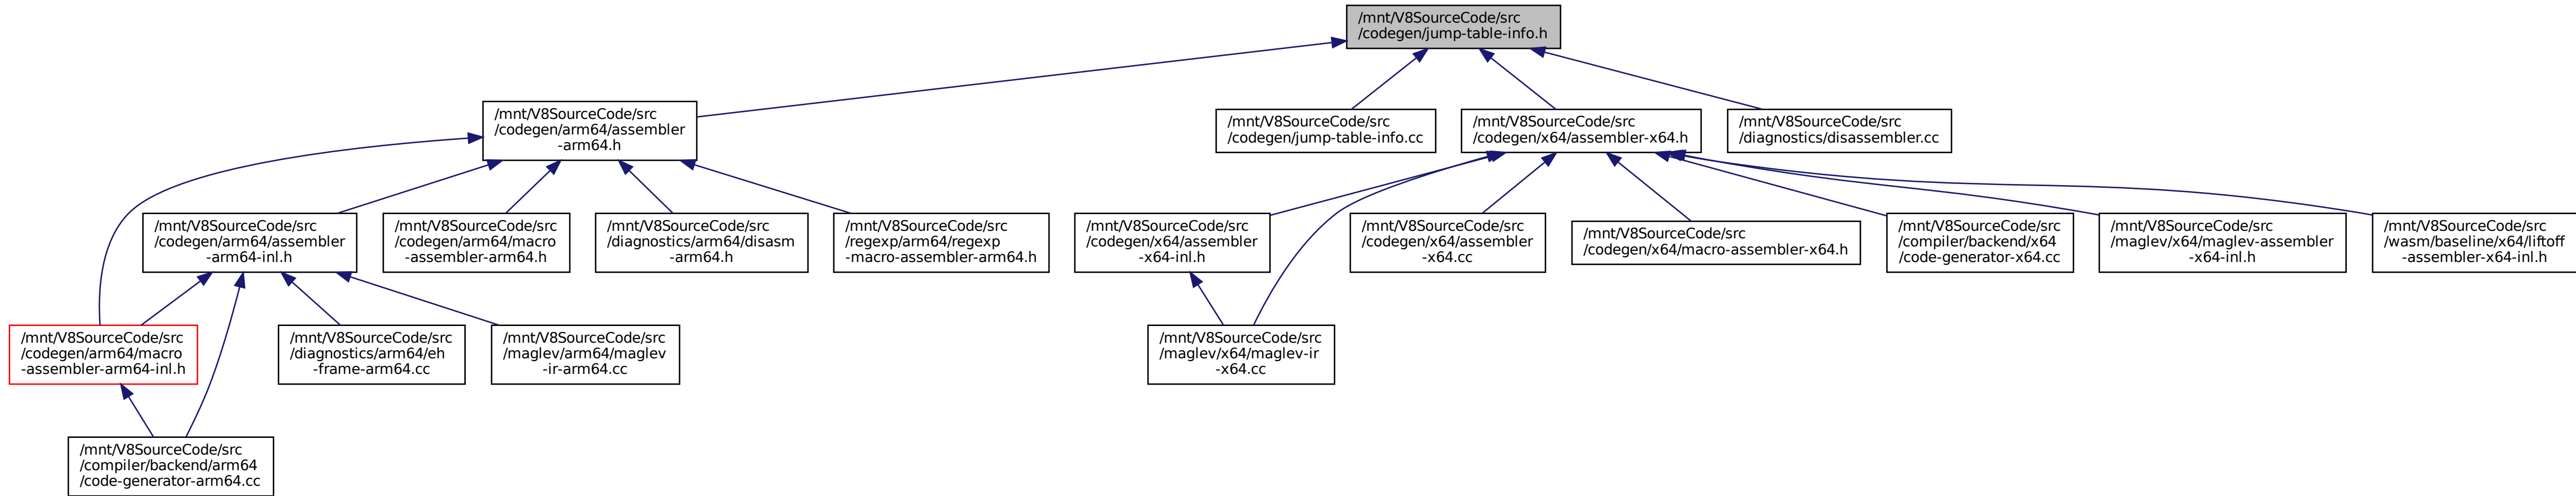 /mnt/V8SourceCode/src
/codegen/jump-table-info.h
/mnt/V8SourceCode/src
/codegen/arm64/assembler
-arm64.h
/mnt/V8SourceCode/src
/codegen/jump-table-info.cc
/mnt/V8SourceCode/src
/codegen/x64/assembler-x64.h
/mnt/V8SourceCode/src
/diagnostics/disassembler.cc
/mnt/V8SourceCode/src
/codegen/arm64/assembler
-arm64-inl.h
/mnt/V8SourceCode/src
/codegen/arm64/macro
-assembler-arm64.h
/mnt/V8SourceCode/src
/diagnostics/arm64/disasm
-arm64.h
/mnt/V8SourceCode/src
/regexp/arm64/regexp
-macro-assembler-arm64.h
/mnt/V8SourceCode/src
/codegen/x64/assembler
-x64-inl.h
/mnt/V8SourceCode/src
/codegen/x64/assembler
-x64.cc
/mnt/V8SourceCode/src
/codegen/x64/macro-assembler-x64.h
/mnt/V8SourceCode/src
/compiler/backend/x64
/code-generator-x64.cc
/mnt/V8SourceCode/src
/maglev/x64/maglev-assembler
-x64-inl.h
/mnt/V8SourceCode/src
/wasm/baseline/x64/liftoff
-assembler-x64-inl.h
/mnt/V8SourceCode/src
/codegen/arm64/macro
-assembler-arm64-inl.h
/mnt/V8SourceCode/src
/diagnostics/arm64/eh
-frame-arm64.cc
/mnt/V8SourceCode/src
/maglev/arm64/maglev
-ir-arm64.cc
/mnt/V8SourceCode/src
/maglev/x64/maglev-ir
-x64.cc
/mnt/V8SourceCode/src
/compiler/backend/arm64
/code-generator-arm64.cc